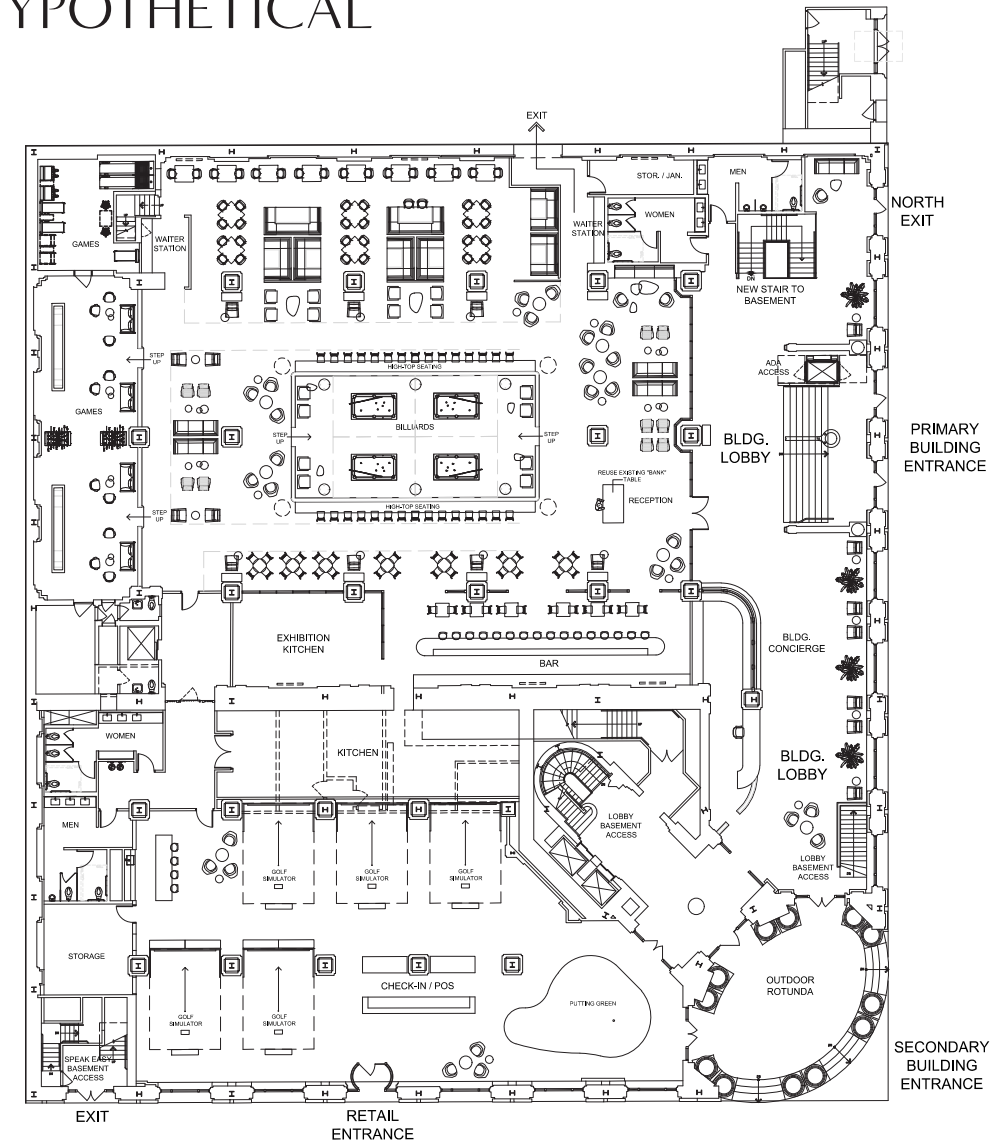 YPOTHETICAL
EXIT
STOR. / JAN.
MEN
NORTH
EXIT
GAMES
WAITER
STATION
WAITER
STATION
WOMEN
DN
NEW STAIR TO
BASEMENT
STEP
UP
ADA
ACCESS
HIGH-TOP SEATING
GAMES
BILLIARDS
STEP
UP
STEP
UP
BLDG.
LOBBY
PRIMARY
BUILDING
ENTRANCE
REUSE EXISTING "BANK"
TABLE
RECEPTION
HIGH-TOP SEATING
STEP
UP
EXHIBITION
KITCHEN
BLDG.
CONCIERGE
BAR
WOMEN
KITCHEN
BLDG.
LOBBY
MEN
LOBBY
BASEMENT
ACCESS
LOBBY
BASEMENT
ACCESS
GOLF
SIMULATOR
GOLF
SIMULATOR
GOLF
SIMULATOR
STORAGE
CHECK-IN / POS
OUTDOOR
ROTUNDA
PUTTING GREEN
GOLF
SIMULATOR
GOLF
SIMULATOR
SPEAK EASY
BASEMENT
ACCESS
SECONDARY
BUILDING
ENTRANCE
EXIT
RETAIL
ENTRANCE